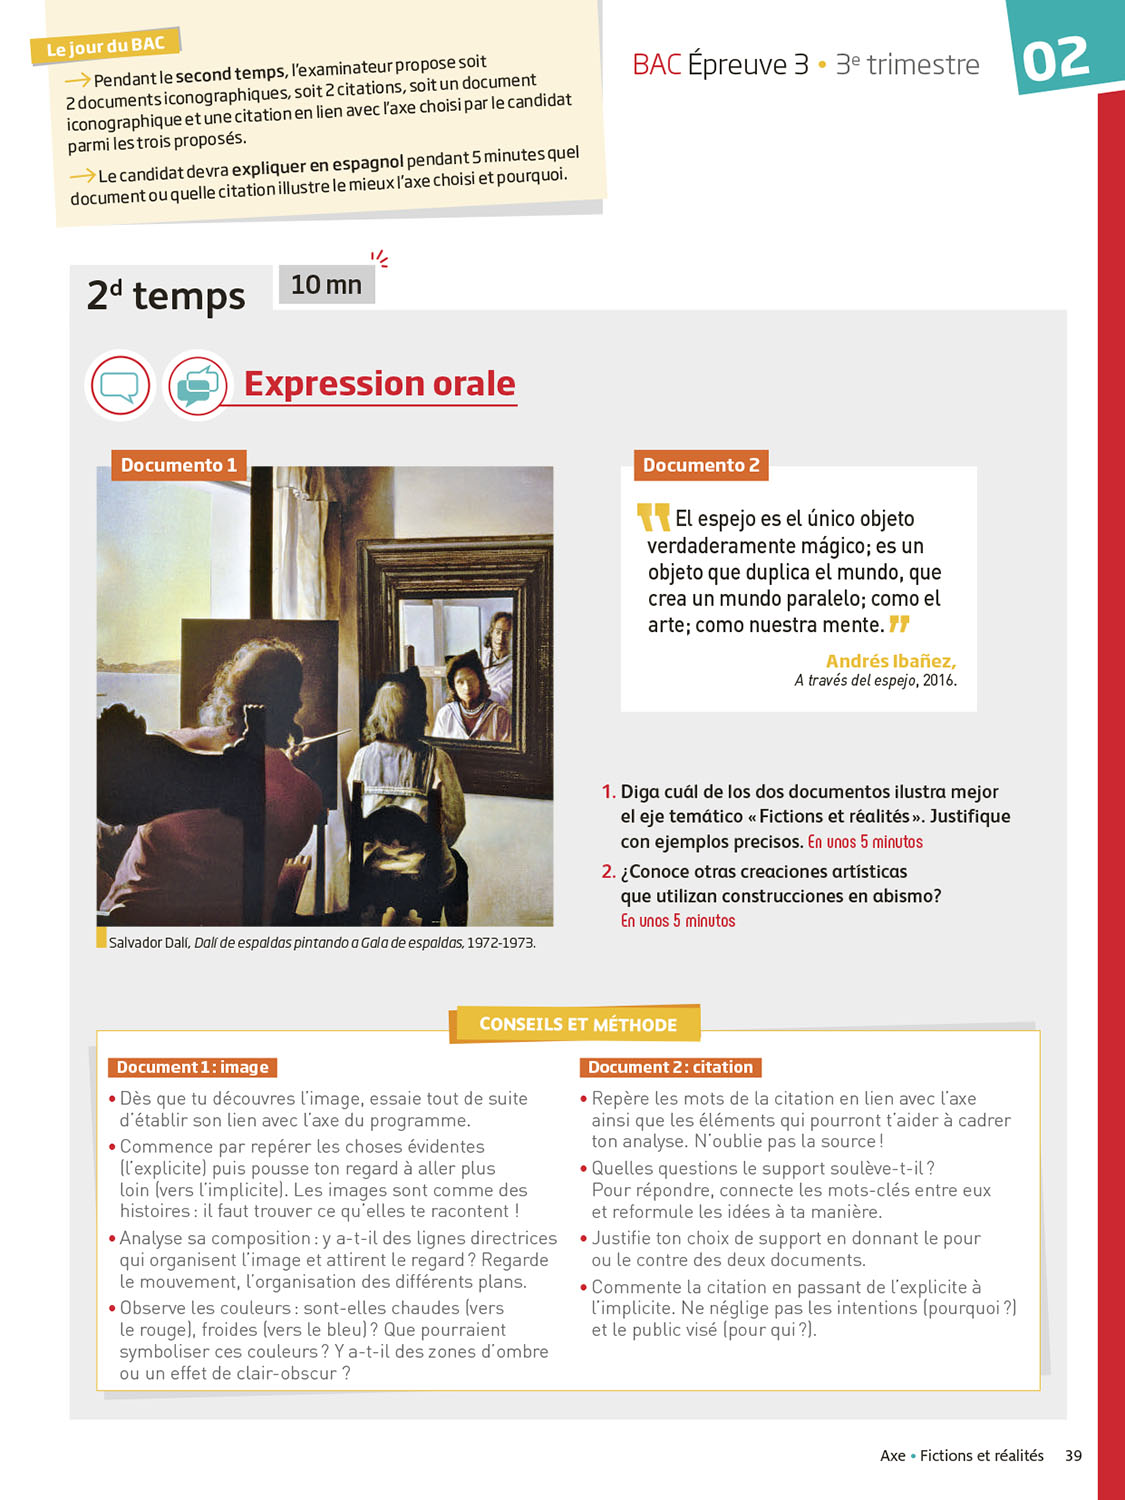 Le jour du BAC
→ Pendant le second temps, l'examinateur propose soit
2 documents iconographiques, soit 2 citations, soit un document
iconographique et une citation en lien avec l'axe choisi par le candidat
parmi les trois proposés.
→ Le candidat devra expliquer en espagnol pendant 5 minutes quel
document ou quelle citation illustre le mieux l'axe choisi et pourquoi.
BAC Épreuve 3 • 3e trimestre
02
2d temps
10 mn
Expression orale
Documento 1
Salvador Dalí, Dalí de espaldas pintando a Gala de espaldas, 1972-1973.
Documento 2
"El espejo es el único objeto
verdaderamente mágico; es un
objeto que duplica el mundo, que
crea un mundo paralelo; como el
arte; como nuestra mente."
Andrés Ibañez,
A través del espejo, 2016.
1. Diga cuál de los dos documentos ilustra mejor
el eje temático «Fictions et réalités». Justifique
con ejemplos precisos. En unos 5 minutos
2. ¿Conoce otras creaciones artísticas
que utilizan construcciones en abismo?
En unos 5 minutos
CONSEILS ET MÉTHODE
Document 1 : image
• Dès que tu découvres l'image, essaie tout de suite
d'établir son lien avec l'axe du programme.
• Commence par repérer les choses évidentes
(l'explicite) puis pousse ton regard à aller plus
loin (vers l'implicite). Les images sont comme des
histoires : il faut trouver ce qu'elles te racontent !
• Analyse sa composition : y a-t-il des lignes directrices
qui organisent l'image et attirent le regard ? Regarde
le mouvement, l'organisation des différents plans.
• Observe les couleurs : sont-elles chaudes (vers
le rouge), froides (vers le bleu) ? Que pourraient
symboliser ces couleurs ? Y a-t-il des zones d'ombre
ou un effet de clair-obscur ?
Document 2 : citation
• Repère les mots de la citation en lien avec l'axe
ainsi que les éléments qui pourront t'aider à cadrer
ton analyse. N'oublie pas la source !
• Quelles questions le support soulève-t-il ?
Pour répondre, connecte les mots-clés entre eux
et reformule les idées à ta manière.
• Justifie ton choix de support en donnant le pour
ou le contre des deux documents.
• Commente la citation en passant de l'explicite à
l'implicite. Ne néglige pas les intentions (pourquoi ?)
et le public visé (pour qui ?).
Axe • Fictions et réalités 39